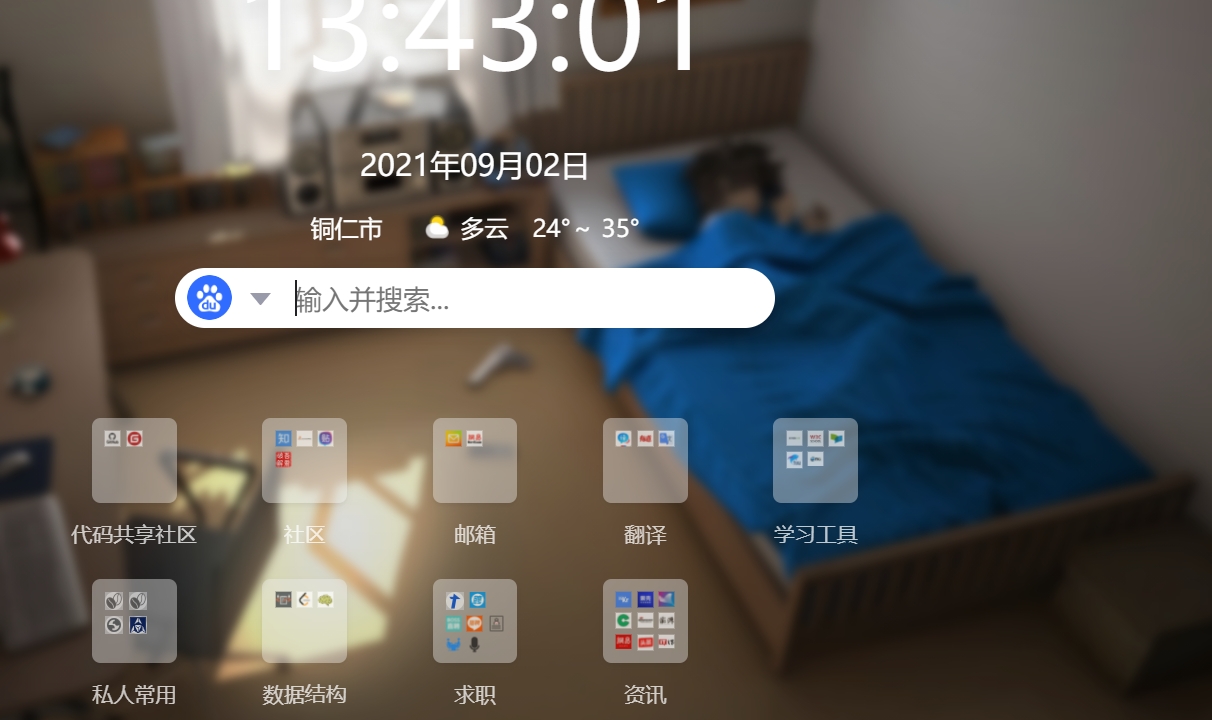 13:43:01
2021年09月02日
铜仁市 多云 24° ~ 35°
du 输入并搜索...
代码共享社区 社区 邮箱 翻译 学习工具
私人常用 数据结构 求职 资讯